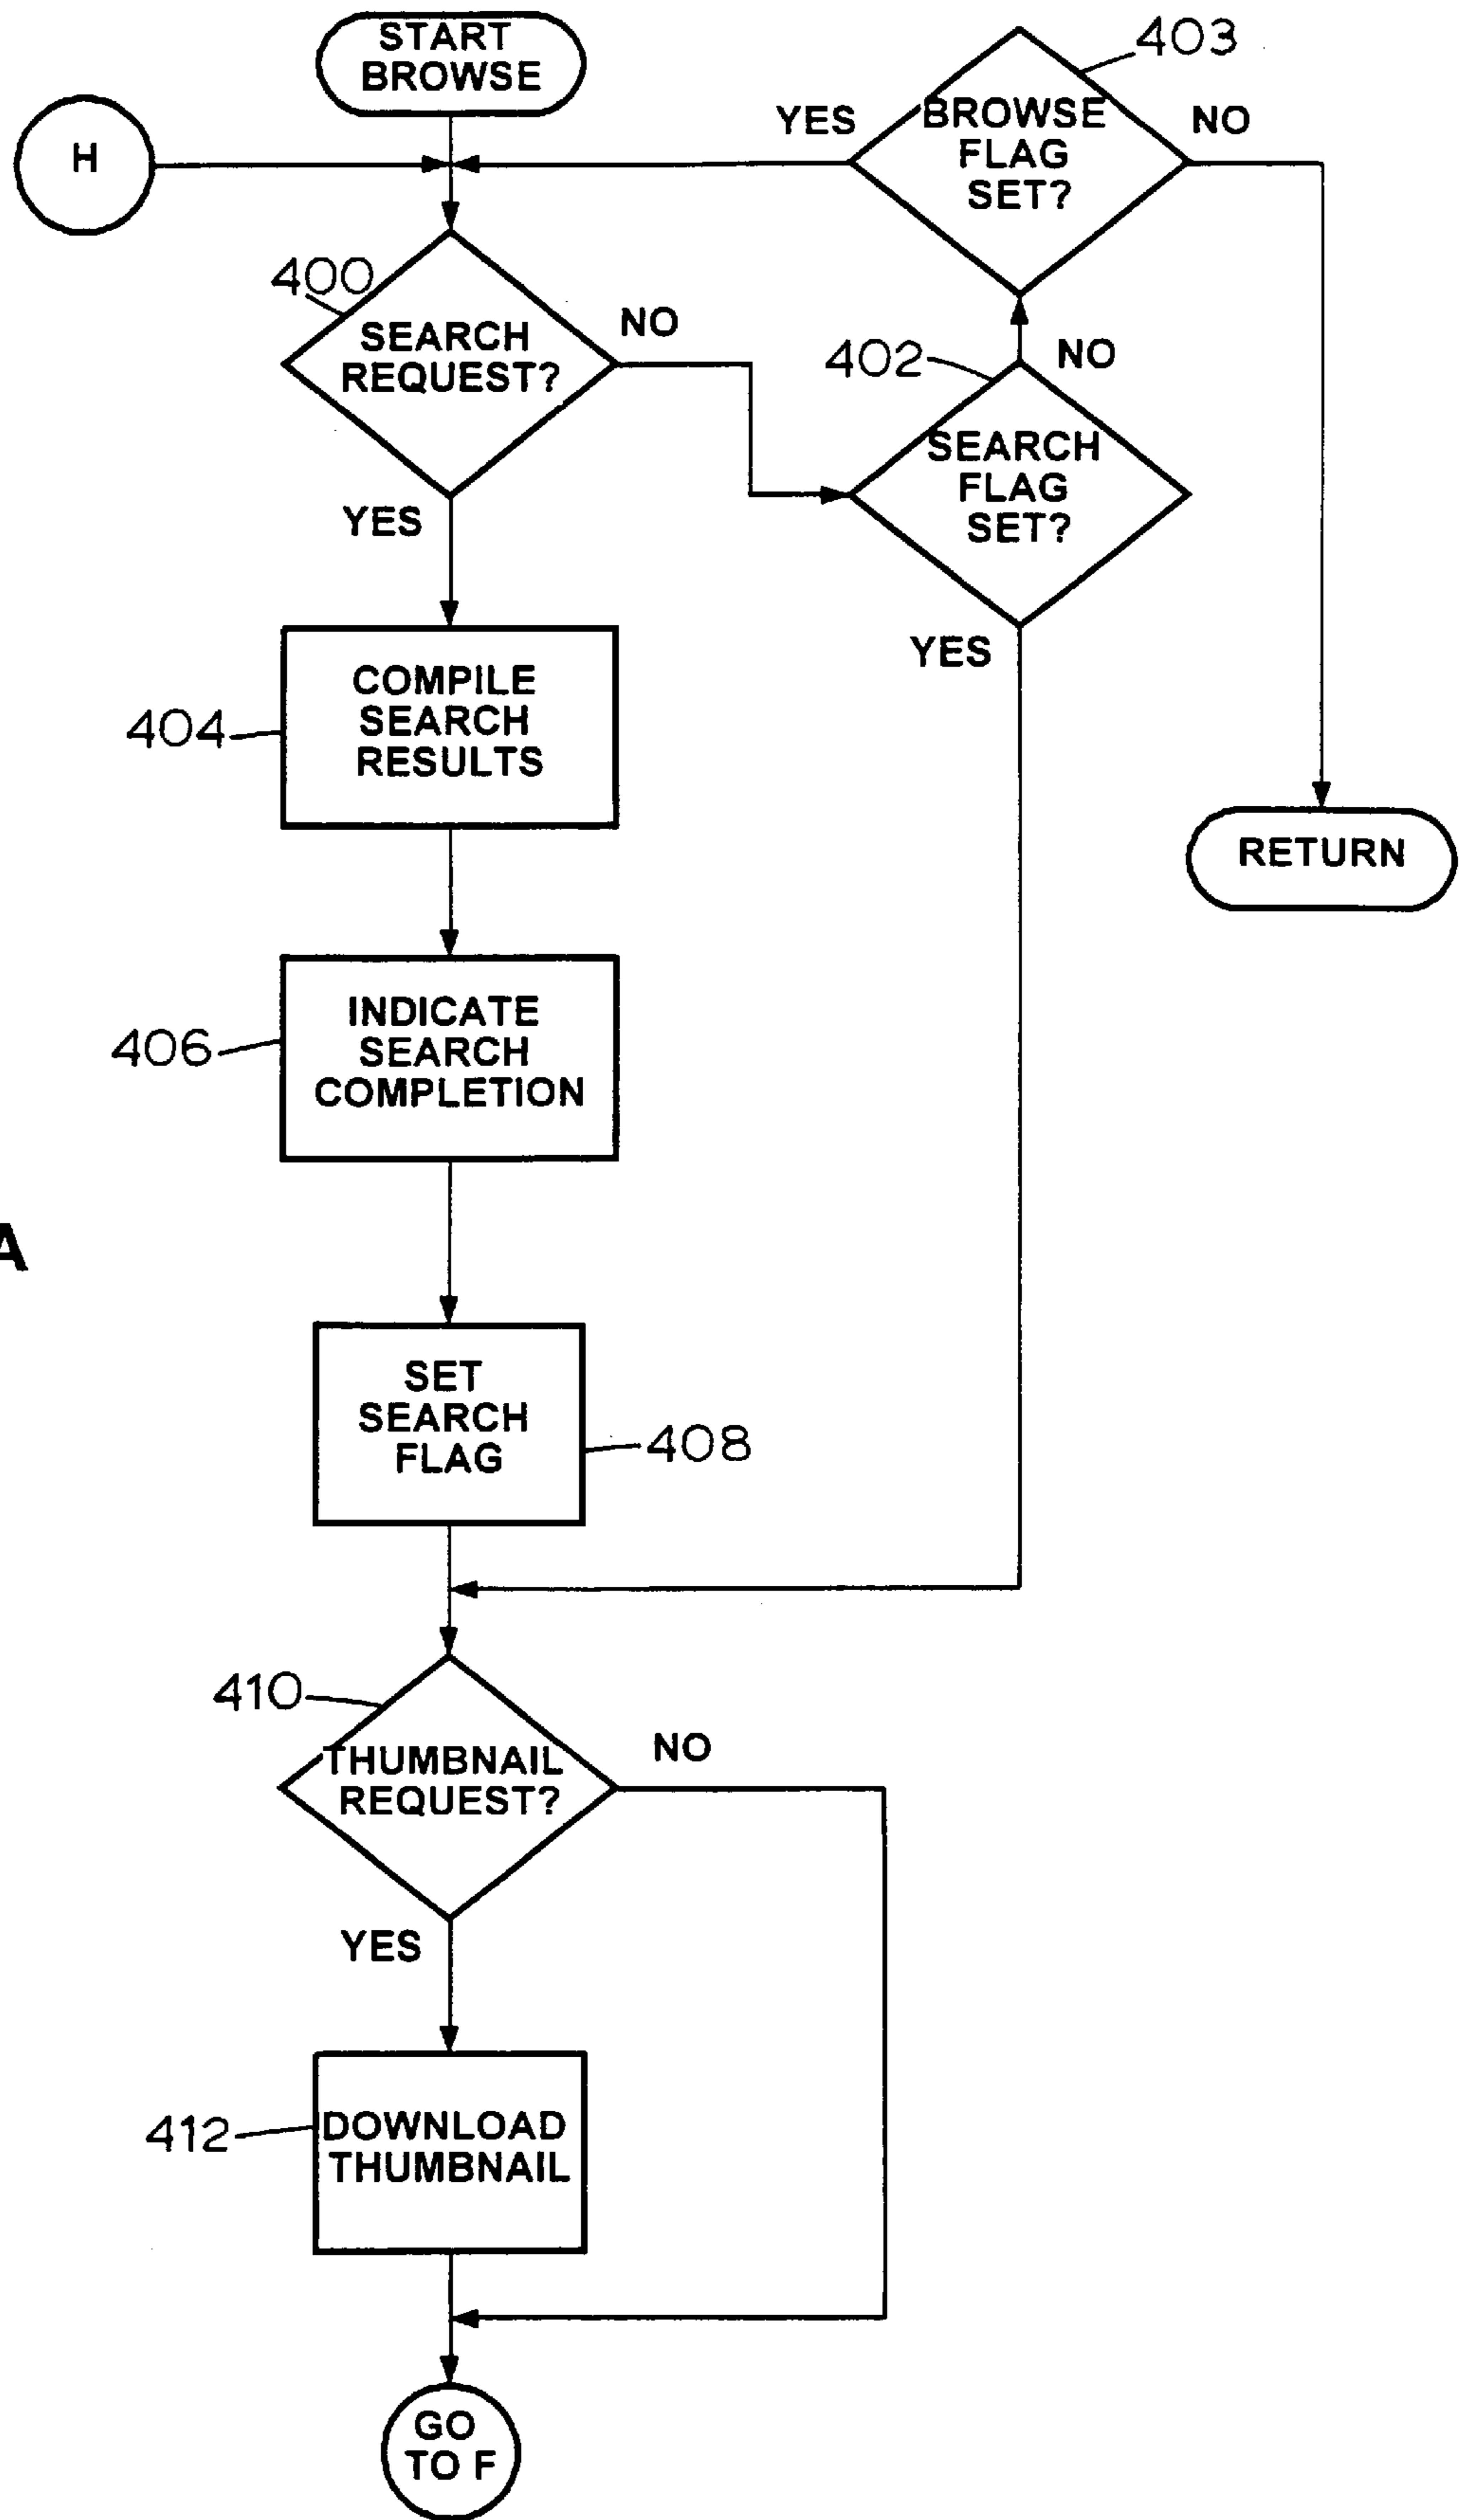 START
BROWSE
403
BROWSE
FLAG
SET?
YES
NO
H
400
SEARCH
REQUEST?
NO
402
NO
SEARCH
FLAG
SET?
YES
YES
COMPILE
SEARCH
RESULTS
404
RETURN
INDICATE
SEARCH
COMPLETION
406
A
SET
SEARCH
FLAG
408
410
THUMBNAIL
REQUEST?
NO
YES
412
DOWNLOAD
THUMBNAIL
GO
TO F